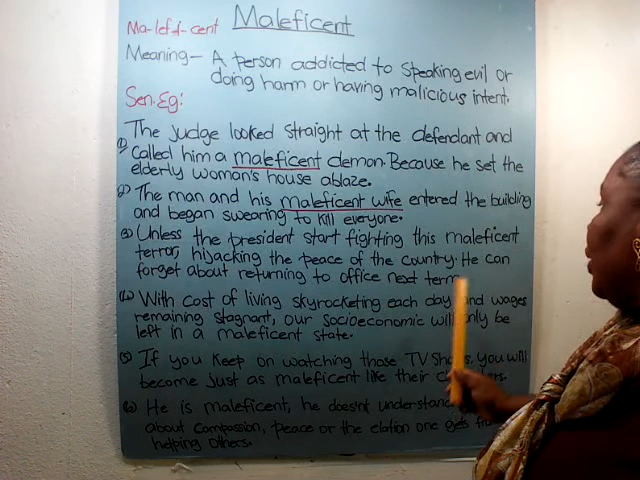 Maleficent
Ma-lef-i-cent
Meaning- A person addicted to speaking evil or
doing harm or having malicious intent.
Sen. Eg:
(1) The judge looked straight at the defendant and
called him a maleficent demon. Because he set the
elderly woman's house ablaze.
(2) The man and his maleficent wife entered the building
and began swearing to kill everyone.
(3) Unless the president start fighting this maleficent
terror, hijacking the peace of the country. He can
forget about returning to office next term
(4) With cost of living skyrocketing each day and wages
remaining stagnant, our socioeconomic will only be
left in a maleficent state.
(5) If you keep on watching those TV Shows, you will
become just as maleficent like their
(6) He is maleficent, he doesn't understand
about compassion, peace or the elation one gets
helping others.